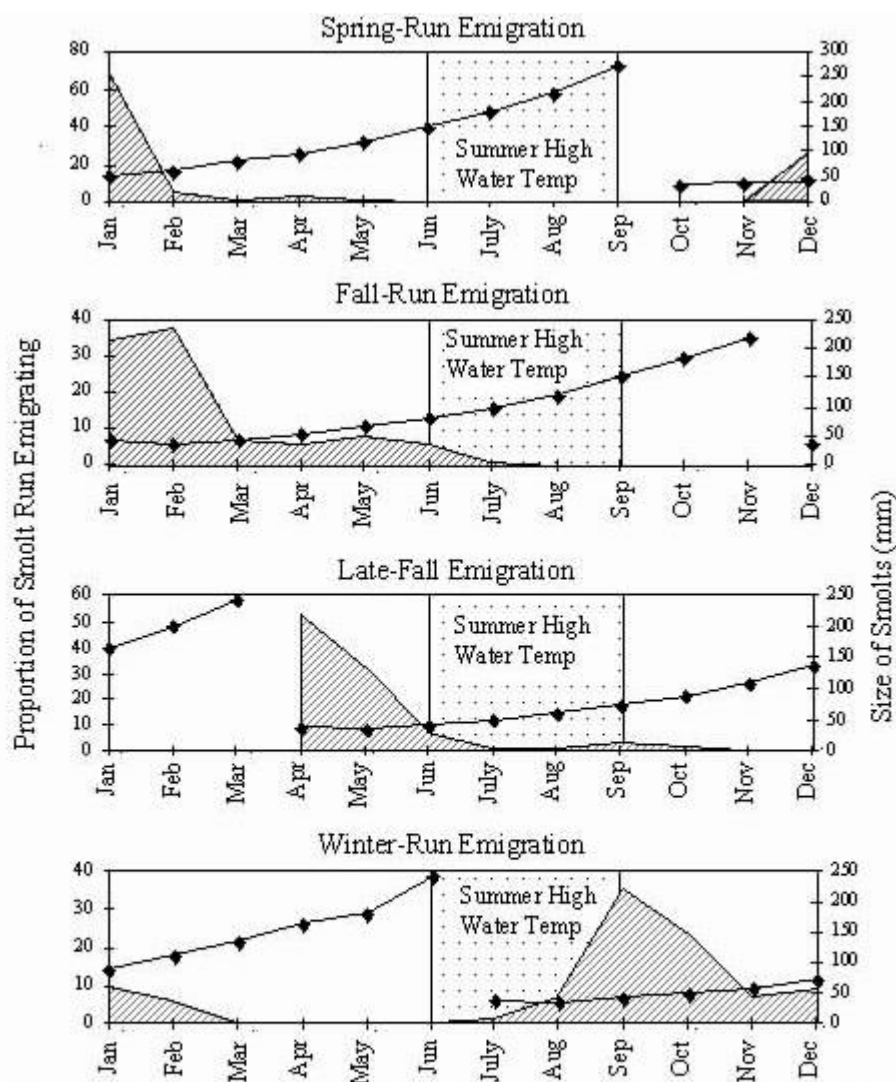 Spring-Run Emigration
80
60
40
20
0
300
250
200
150
100
50
0
Summer High
Water Temp
Jan
Feb
Mar
Apr
May
Jun
July
Aug
Sep
Oct
Nov
Dec
Fall-Run Emigration
40
30
20
10
0
250
200
150
100
50
0
Summer High
Water Temp
Jan
Feb
Mar
Apr
May
Jun
July
Aug
Sep
Oct
Nov
Dec
Proportion of Smolt Run Emigrating
Size of Smolts (mm)
Late-Fall Emigration
60
50
40
30
20
10
0
250
200
150
100
50
0
Summer High
Water Temp
Jan
Feb
Mar
Apr
May
Jun
July
Aug
Sep
Oct
Nov
Dec
Winter-Run Emigration
40
30
20
10
0
250
200
150
100
50
0
Summer High
Water Temp
Jan
Feb
Mar
Apr
May
Jun
July
Aug
Sep
Oct
Nov
Dec